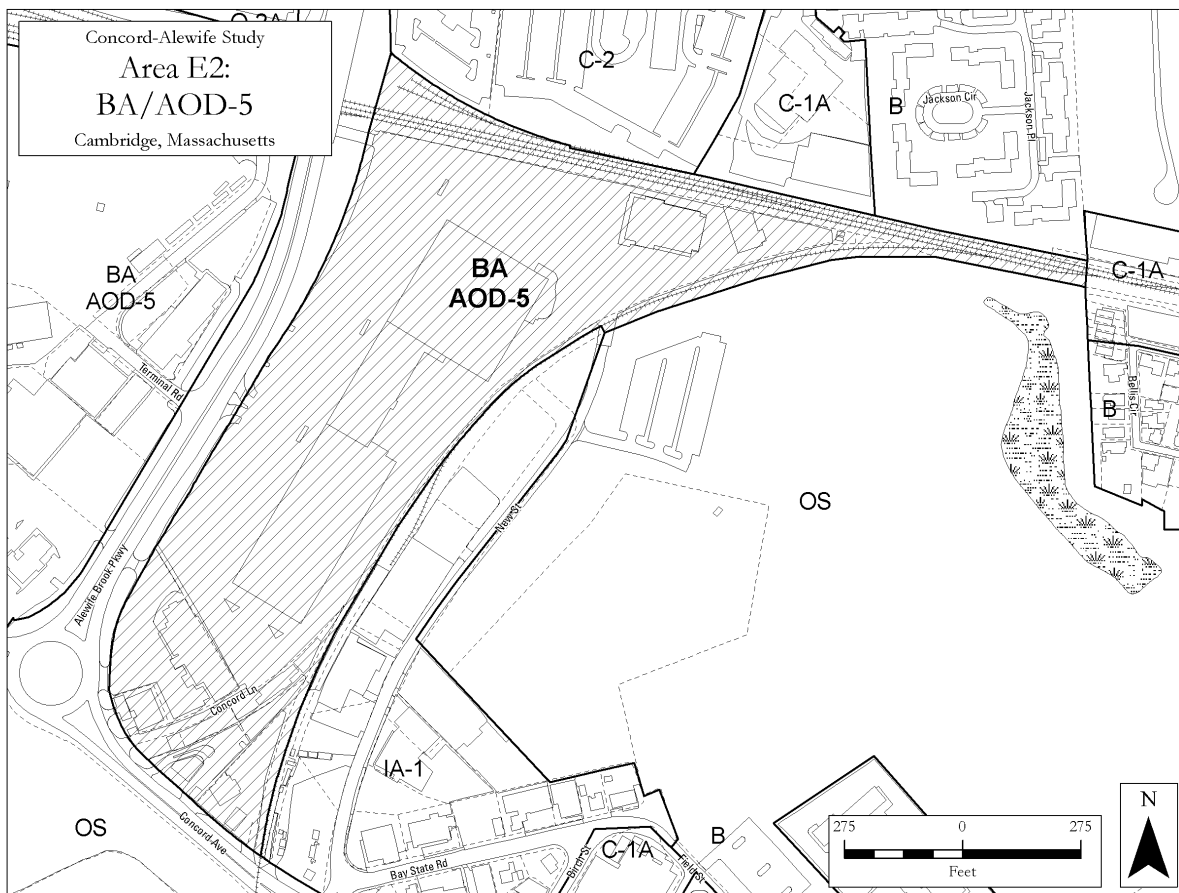 O-2A
Concord-Alewife Study
Area E2:
BA/AOD-5
Cambridge, Massachusetts
C-2
C-1A
B
Jackson Cir
Jackson Pl
C-1A
BA
AOD-5
BA
AOD-5
Terminal Rd
Bellis Cir
B
OS
New St
Alewife Brook Pkwy
Concord Ln
IA-1
OS
Concord Ave
Bay State Rd
Birch St
C-1A
Field St
B
275
0
275
Feet
N